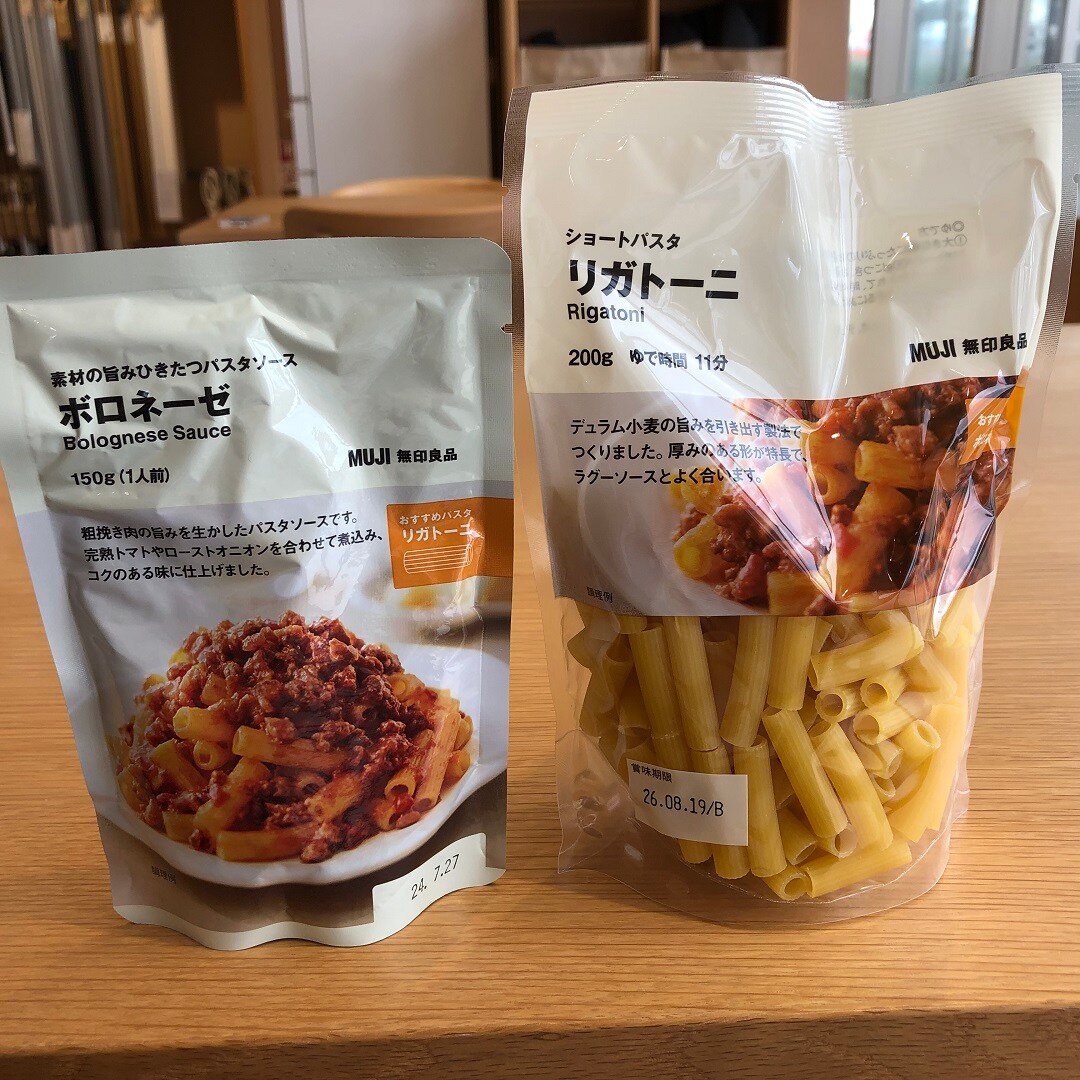 素材の旨みひきたつパスタソース
ボロネーゼ
Bolognese Sauce
150g(1人前)
MUJI 無印良品
粗挽き肉の旨みを生かしたパスタソースです。
完熟トマトやローストオニオンを合わせて煮込み、
コクのある味に仕上げました。
おすすめパスタ
リガトーニ
調理例
24. 7.27
ショートパスタ
リガトーニ
Rigatoni
200g ゆで時間 11分
MUJI 無印良品
デュラム小麦の旨みを引き出す製法で
つくりました。厚みのある形が特長で、
ラグーソースとよく合います。
おすす
調理例
賞味期限
26.08.19/B